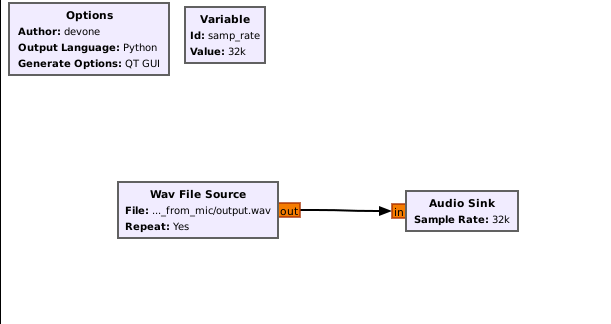 Options
Author: devone
Output Language: Python
Generate Options: QT GUI
Variable
Id: samp_rate
Value: 32k
Wav File Source
File: ..._from_mic/output.wav
Repeat: Yes
out
in
Audio Sink
Sample Rate: 32k